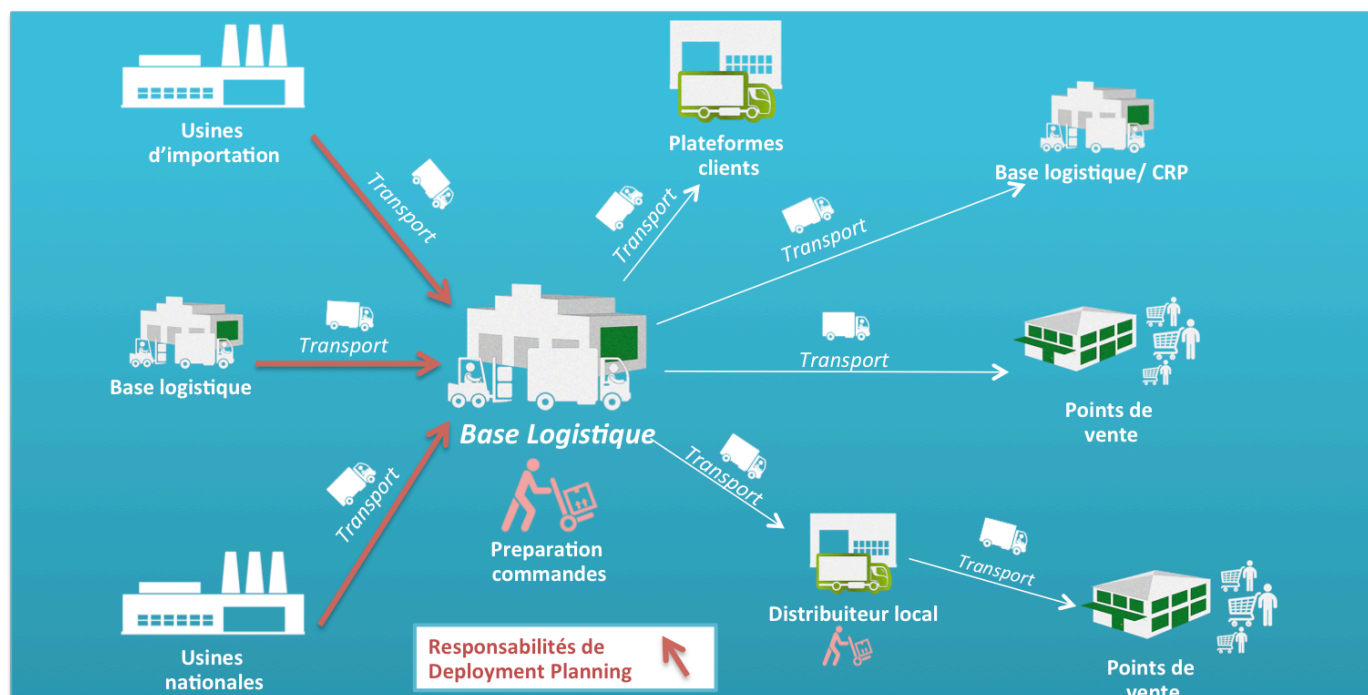 Usines
d'importation
Transport
Plateformes
clients
Transport
Base logistique/ CRP
Transport
Base logistique
Transport
Base Logistique
Preparation
commandes
Transport
Points de
vente
Transport
Distribuiteur local
Transport
Points de
vente
Transport
Usines
nationales
Responsabilités de
Deployment Planning